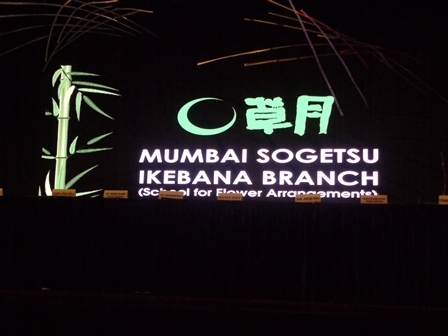 草月
MUMBAI SOGETSU
IKEBANA BRANCH
(School for Flower Arrangements)